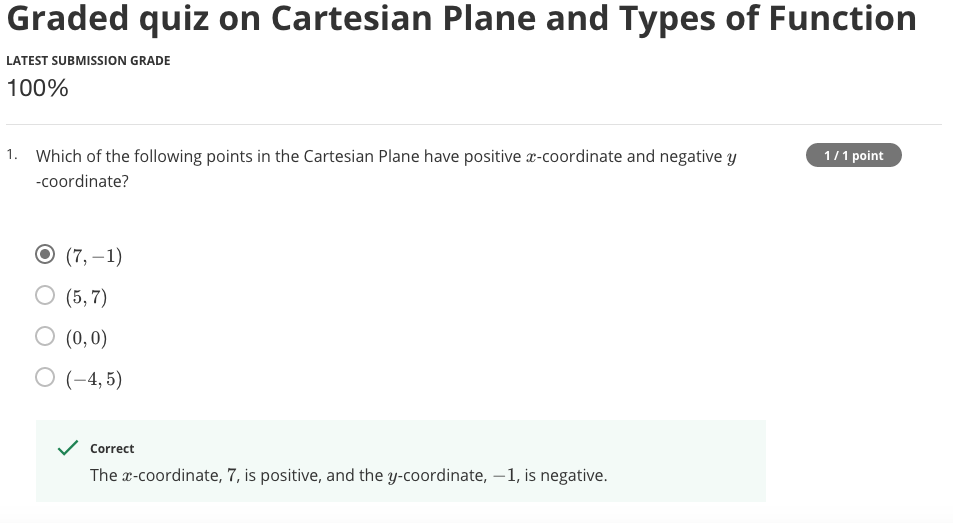 Graded quiz on Cartesian Plane and Types of Function
LATEST SUBMISSION GRADE
100%
1. Which of the following points in the Cartesian Plane have positive x-coordinate and negative y
-coordinate?
1 / 1 point
(7, −1)
(5, 7)
(0, 0)
(−4, 5)
Correct
The x-coordinate, 7, is positive, and the y-coordinate, −1, is negative.